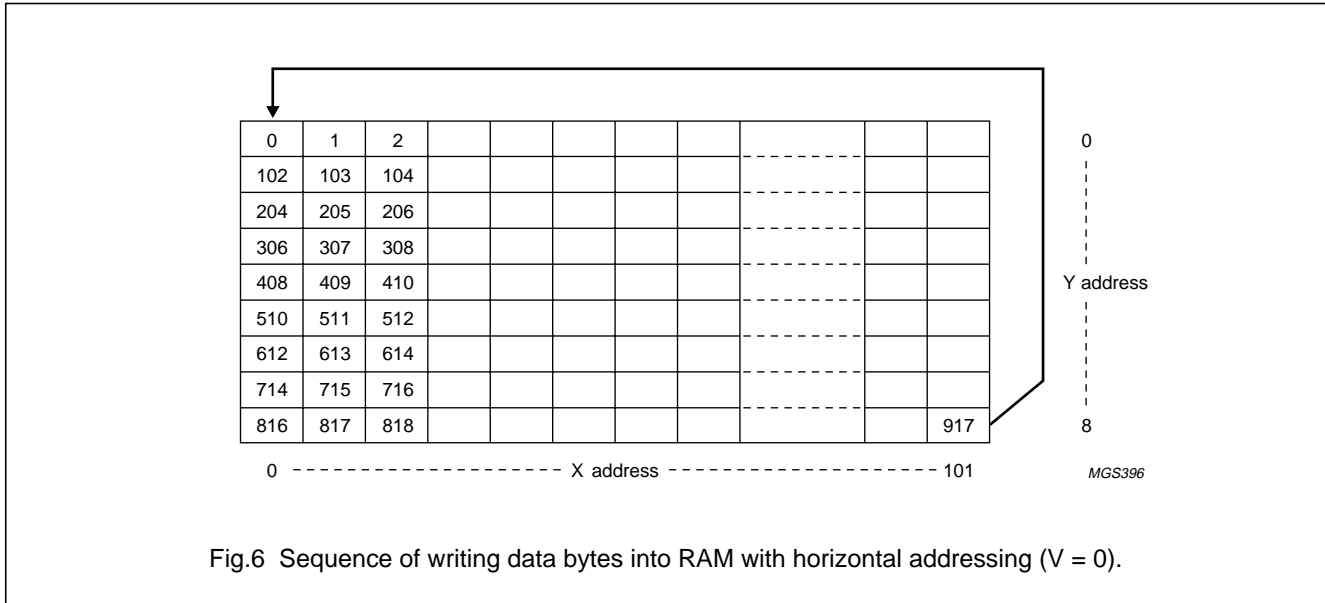 0 1 2 0
102 103 104
204 205 206
306 307 308
408 409 410 Y address
510 511 512
612 613 614
714 715 716
816 817 818 917 8
0 X address 101 MGS396
Fig.6 Sequence of writing data bytes into RAM with horizontal addressing (V = 0).